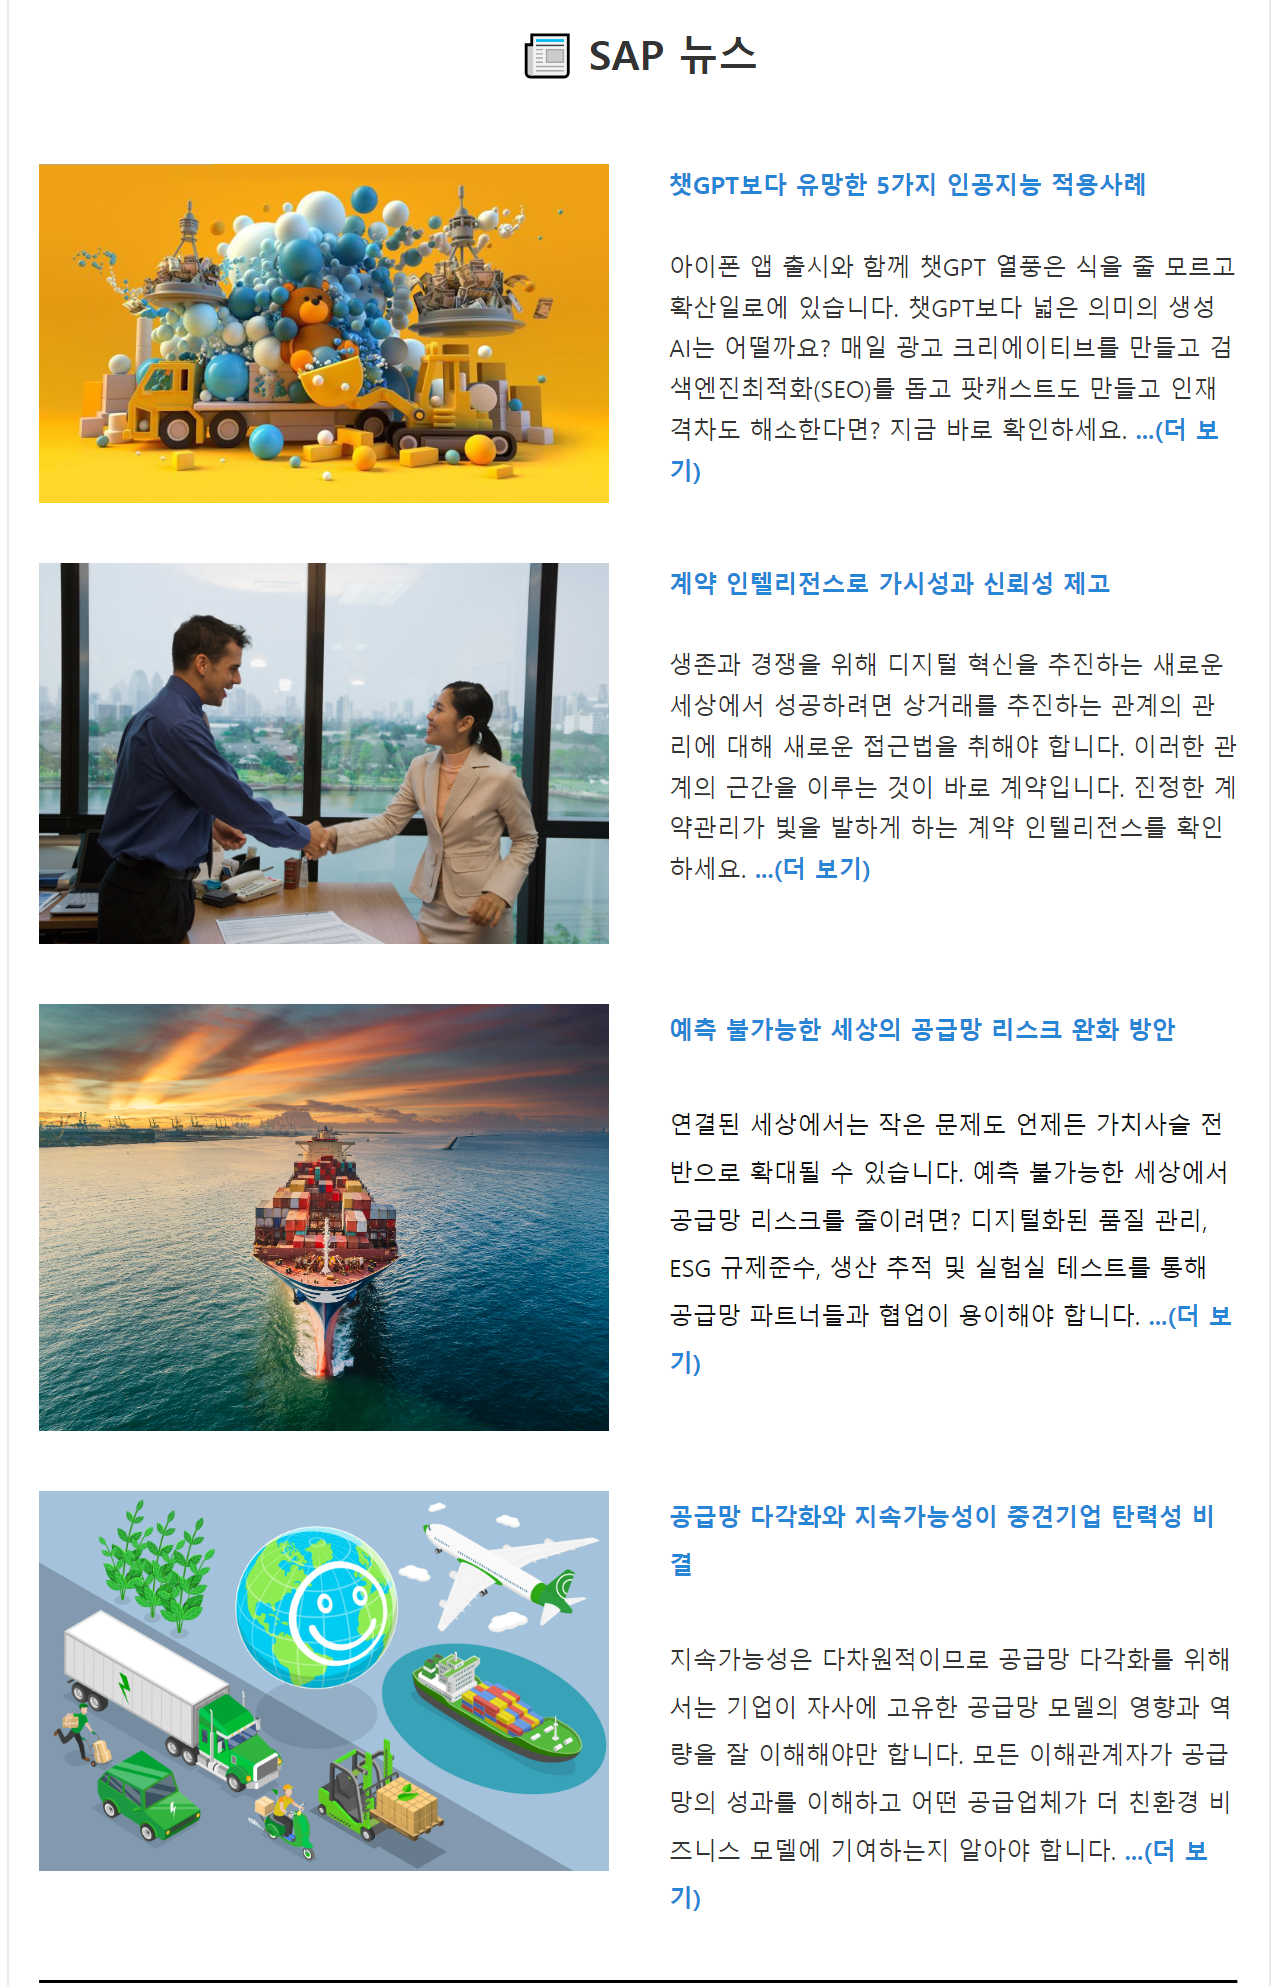 SAP 뉴스
챗GPT보다 유망한 5가지 인공지능 적용사례
아이폰 앱 출시와 함께 챗GPT 열풍은 식을 줄 모르고
확산일로에 있습니다. 챗GPT보다 넓은 의미의 생성
AI는 어떨까요? 매일 광고 크리에이티브를 만들고 검
색엔진최적화(SEO)를 돕고 팟캐스트도 만들고 인재
격차도 해소한다면? 지금 바로 확인하세요. ...(더 보
기)
계약 인텔리전스로 가시성과 신뢰성 제고
생존과 경쟁을 위해 디지털 혁신을 추진하는 새로운
세상에서 성공하려면 상거래를 추진하는 관계의 관
리에 대해 새로운 접근법을 취해야 합니다. 이러한 관
계의 근간을 이루는 것이 바로 계약입니다. 진정한 계
약관리가 빛을 발하게 하는 계약 인텔리전스를 확인
하세요. ...(더 보기)
예측 불가능한 세상의 공급망 리스크 완화 방안
연결된 세상에서는 작은 문제도 언제든 가치사슬 전
반으로 확대될 수 있습니다. 예측 불가능한 세상에서
공급망 리스크를 줄이려면? 디지털화된 품질 관리,
ESG 규제준수, 생산 추적 및 실험실 테스트를 통해
공급망 파트너들과 협업이 용이해야 합니다. ...(더 보
기)
공급망 다각화와 지속가능성이 중견기업 탄력성 비
결
지속가능성은 다차원적이므로 공급망 다각화를 위해
서는 기업이 자사에 고유한 공급망 모델의 영향과 역
량을 잘 이해해야만 합니다. 모든 이해관계자가 공급
망의 성과를 이해하고 어떤 공급업체가 더 친환경 비
즈니스 모델에 기여하는지 알아야 합니다. ...(더 보
기)